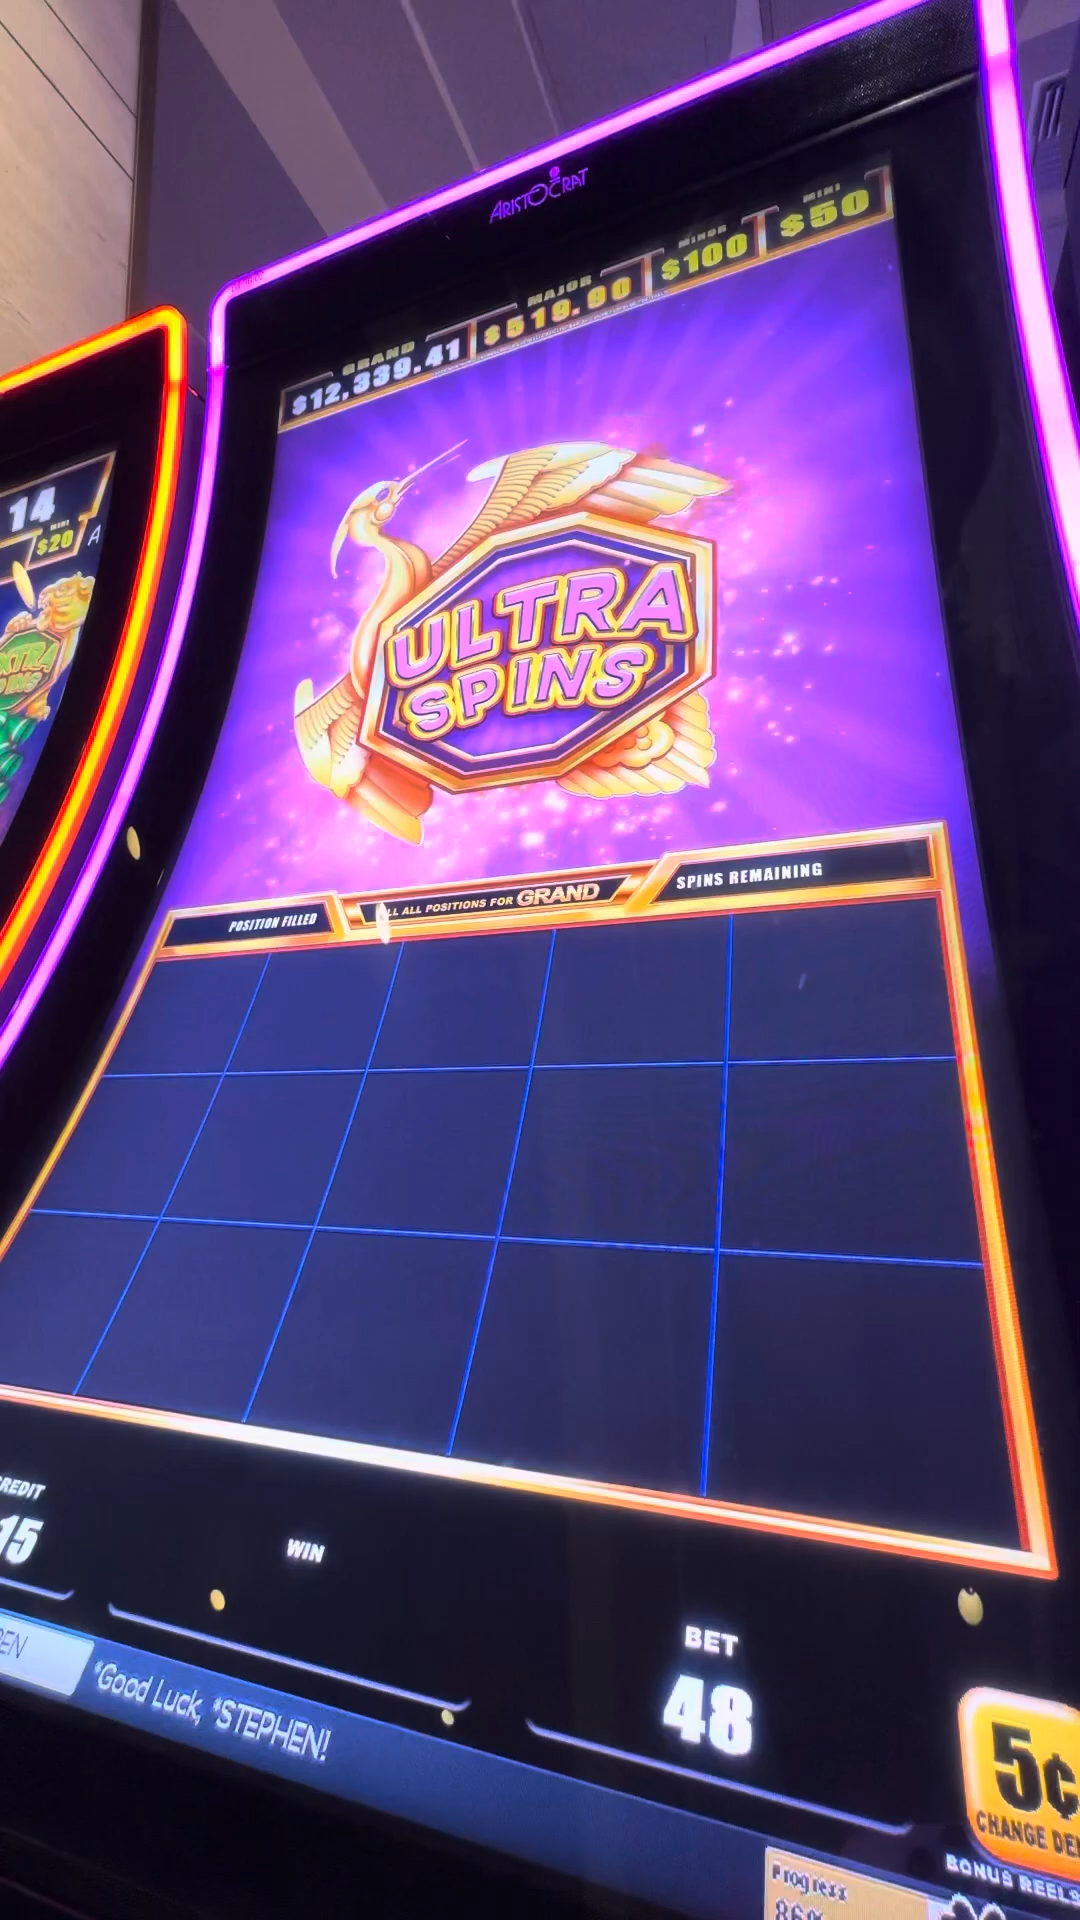 ARISTOCRAT
GRAND
$12,339.41
MAJOR
$519.90
MINOR
$100
MINI
$50
14
MINI
$20
A
ULTRA
SPINS
POSITION FILLED
ALL POSITIONS FOR GRAND
SPINS REMAINING
REDIT
15
WIN
BET
48
*Good Luck, *STEPHEN!
5¢
CHANGE DE
BONUS REELS
Progress
86%